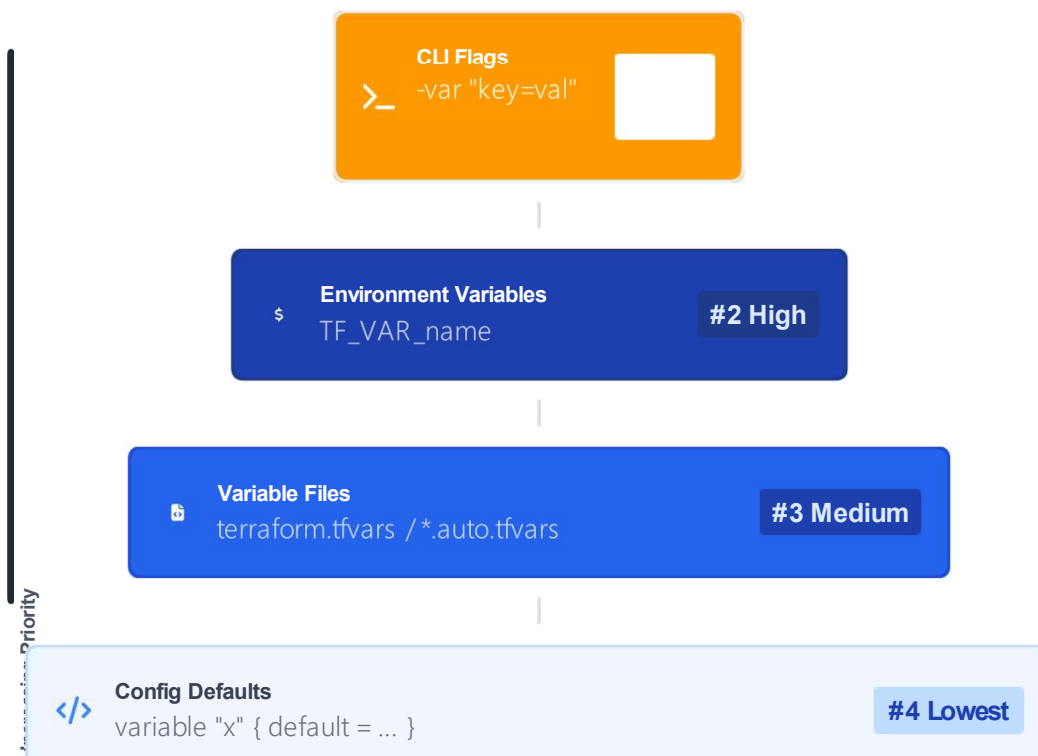 CLI Flags
-var "key=val"
Environment Variables
$
TF_VAR_name
#2 High
Variable Files
terraform.tfvars / *.auto.tfvars
#3 Medium
Priority
Config Defaults
</>
variable "x" { default = ... }
#4 Lowest